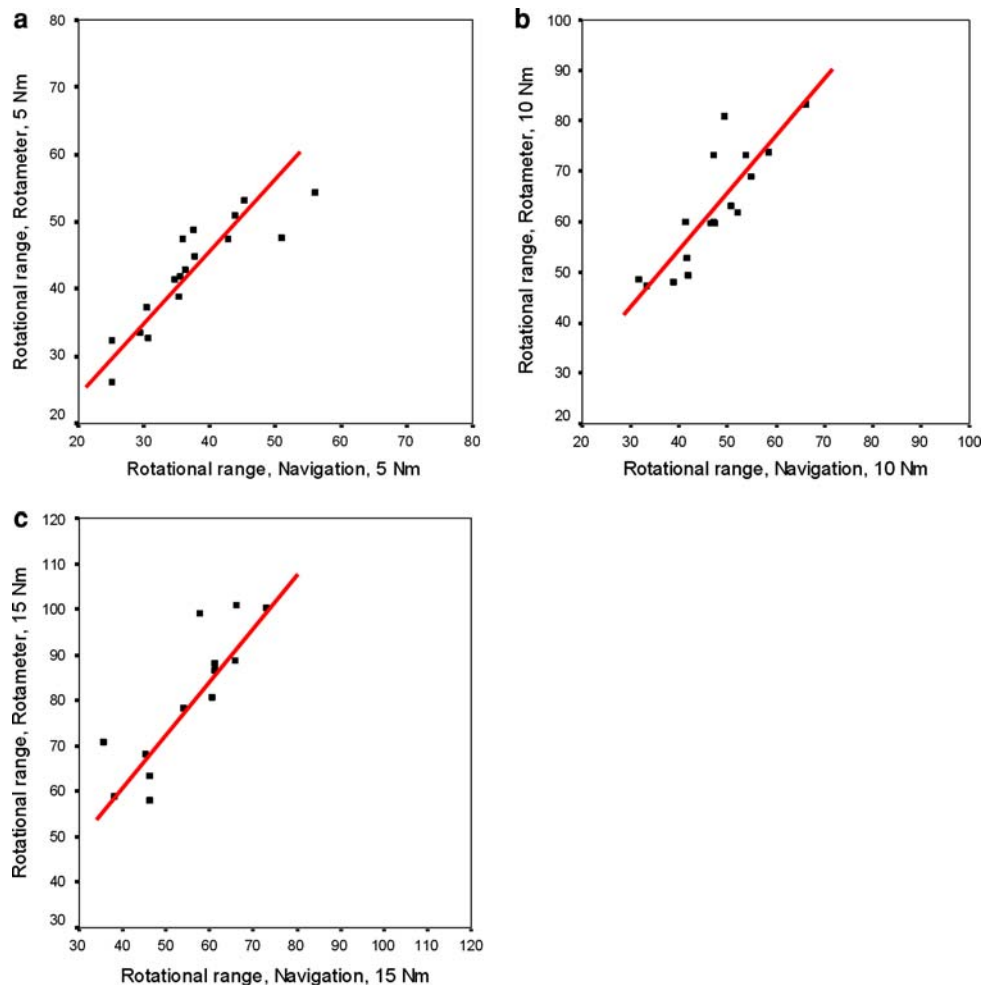 a
Rotational range, Rotameter, 5 Nm
80
70
60
50
40
30
20
20 30 40 50 60 70 80
Rotational range, Navigation, 5 Nm
b
Rotational range, Rotameter, 10 Nm
100
90
80
70
60
50
40
30
20
20 30 40 50 60 70 80 90 100
Rotational range, Navigation, 10 Nm
c
Rotational range, Rotameter, 15 Nm
120
110
100
90
80
70
60
50
40
30
30 40 50 60 70 80 90 100 110 120
Rotational range, Navigation, 15 Nm